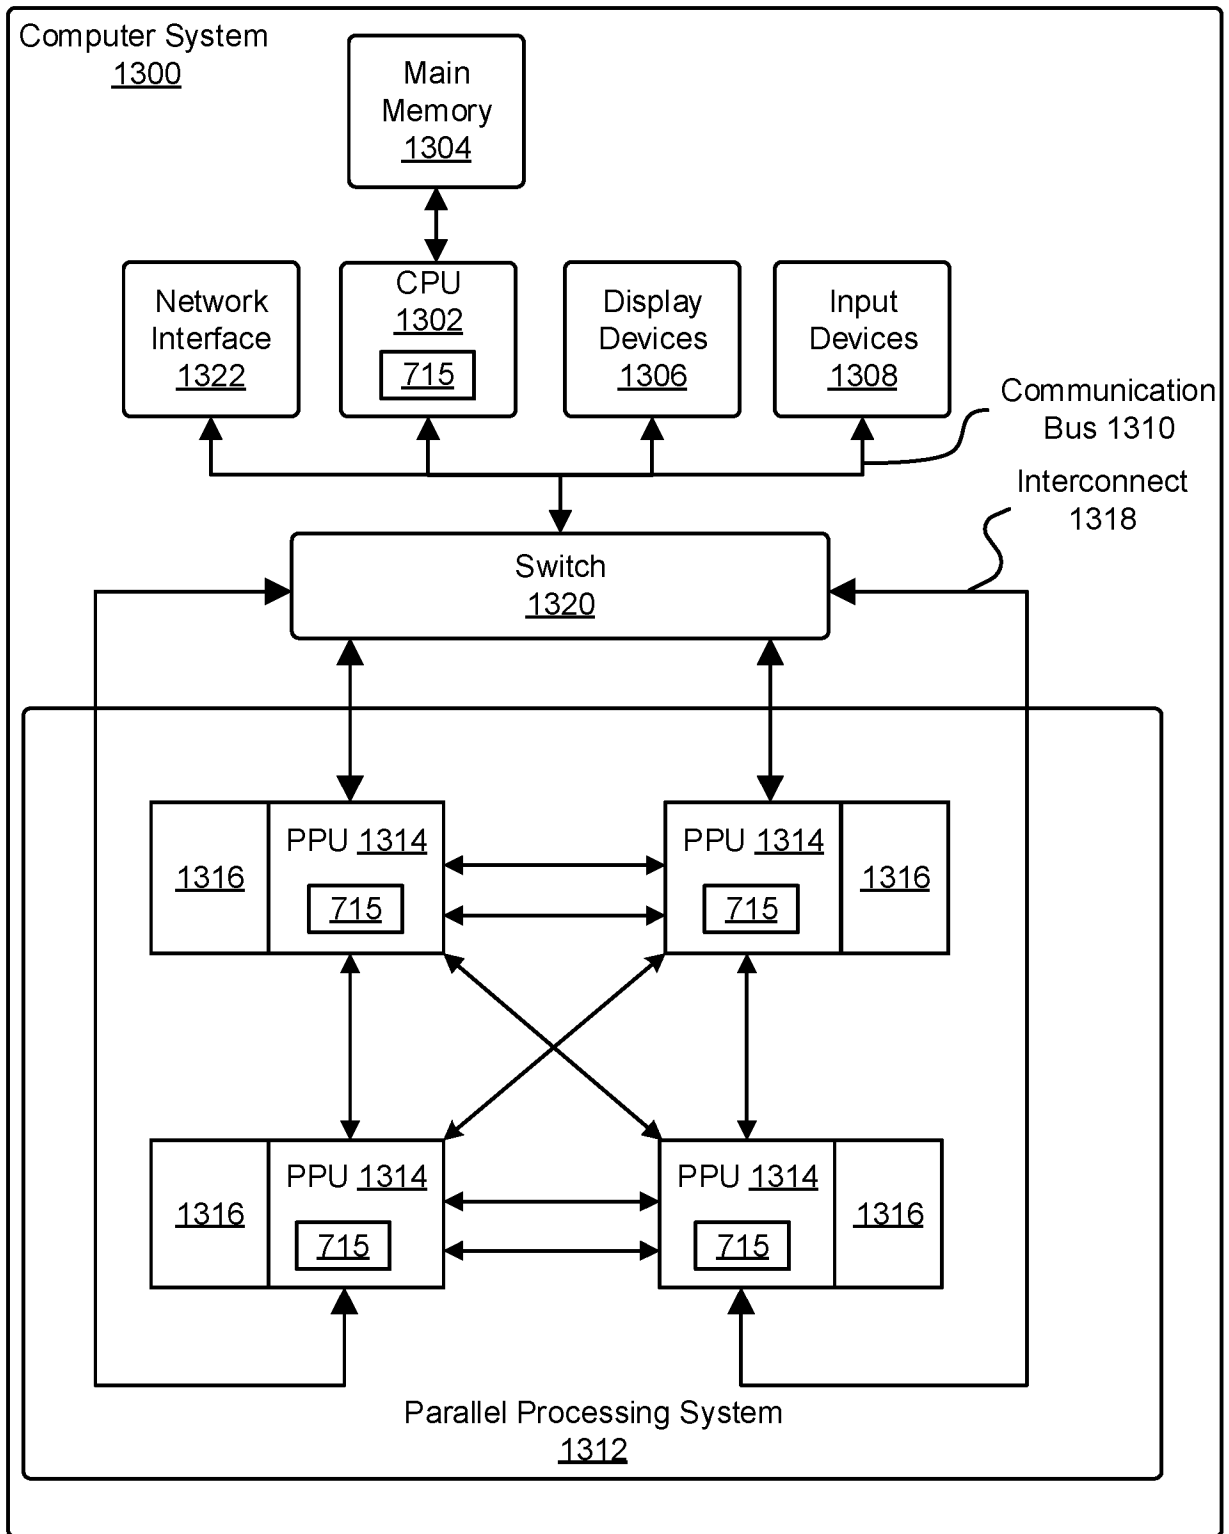 Computer System
1300
Main
Memory
1304
Network
Interface
1322
CPU
1302
715
Display
Devices
1306
Input
Devices
1308
Communication
Bus 1310
Interconnect
1318
Switch
1320
1316
PPU 1314
715
PPU 1314
715
1316
1316
PPU 1314
715
PPU 1314
715
1316
Parallel Processing System
1312